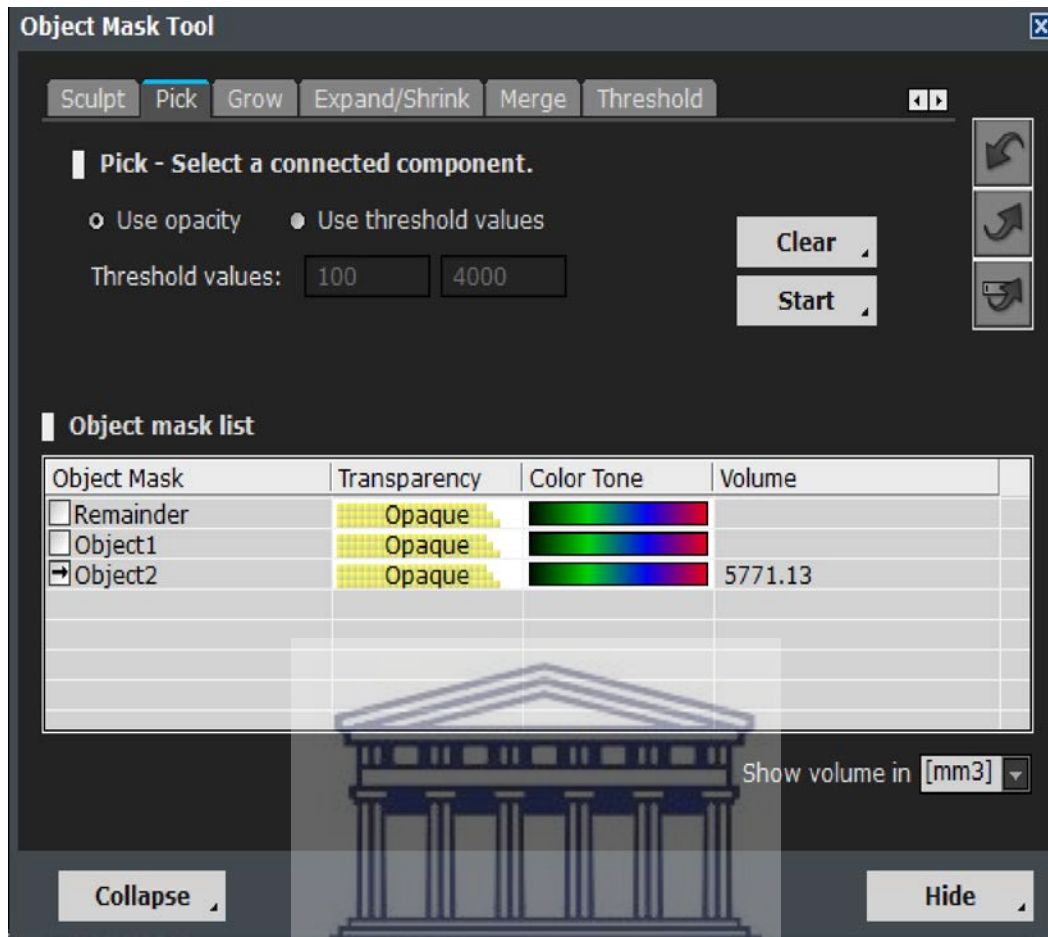 Object Mask Tool
Sculpt Pick Grow Expand/Shrink Merge Threshold
Pick - Select a connected component.
Use opacity Use threshold values
Clear
Threshold values: 100 4000
Start
Object mask list
Object Mask Transparency Color Tone Volume
Remainder Opaque
Object1 Opaque
Object2 Opaque 5771.13
Show volume in [mm3]
Collapse Hide